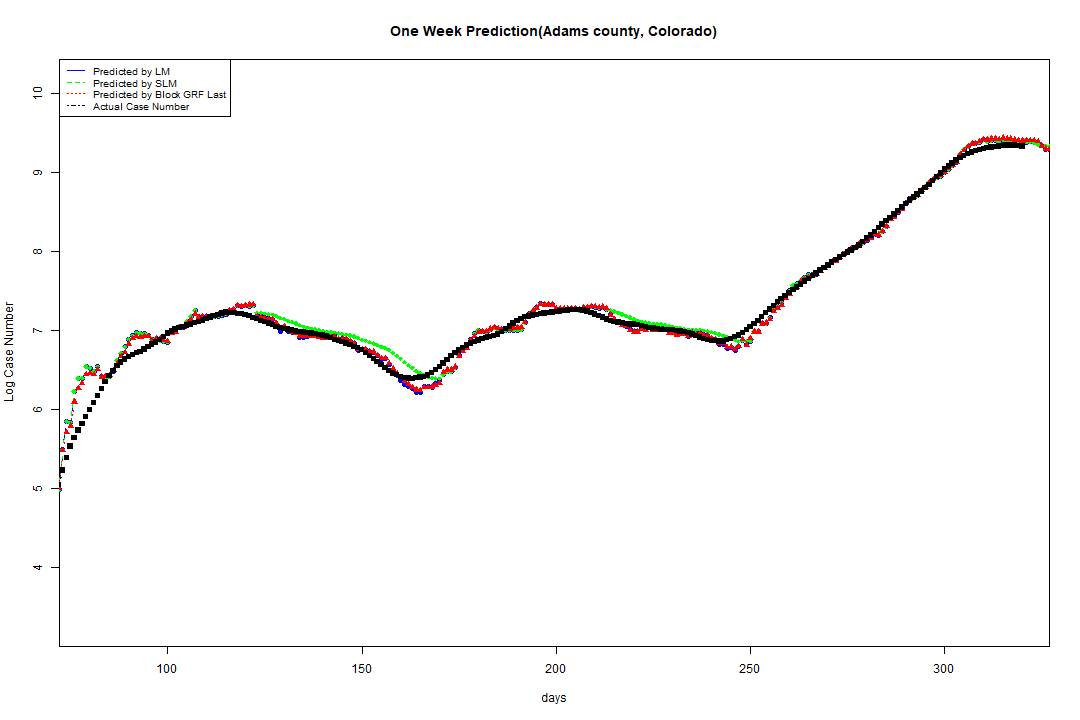 One Week Prediction(Adams county, Colorado)
Predicted by LM
Predicted by SLM
Predicted by Block GRF Last
Actual Case Number
10
9
8
7
6
5
4
Log Case Number
100 150 200 250 300
days